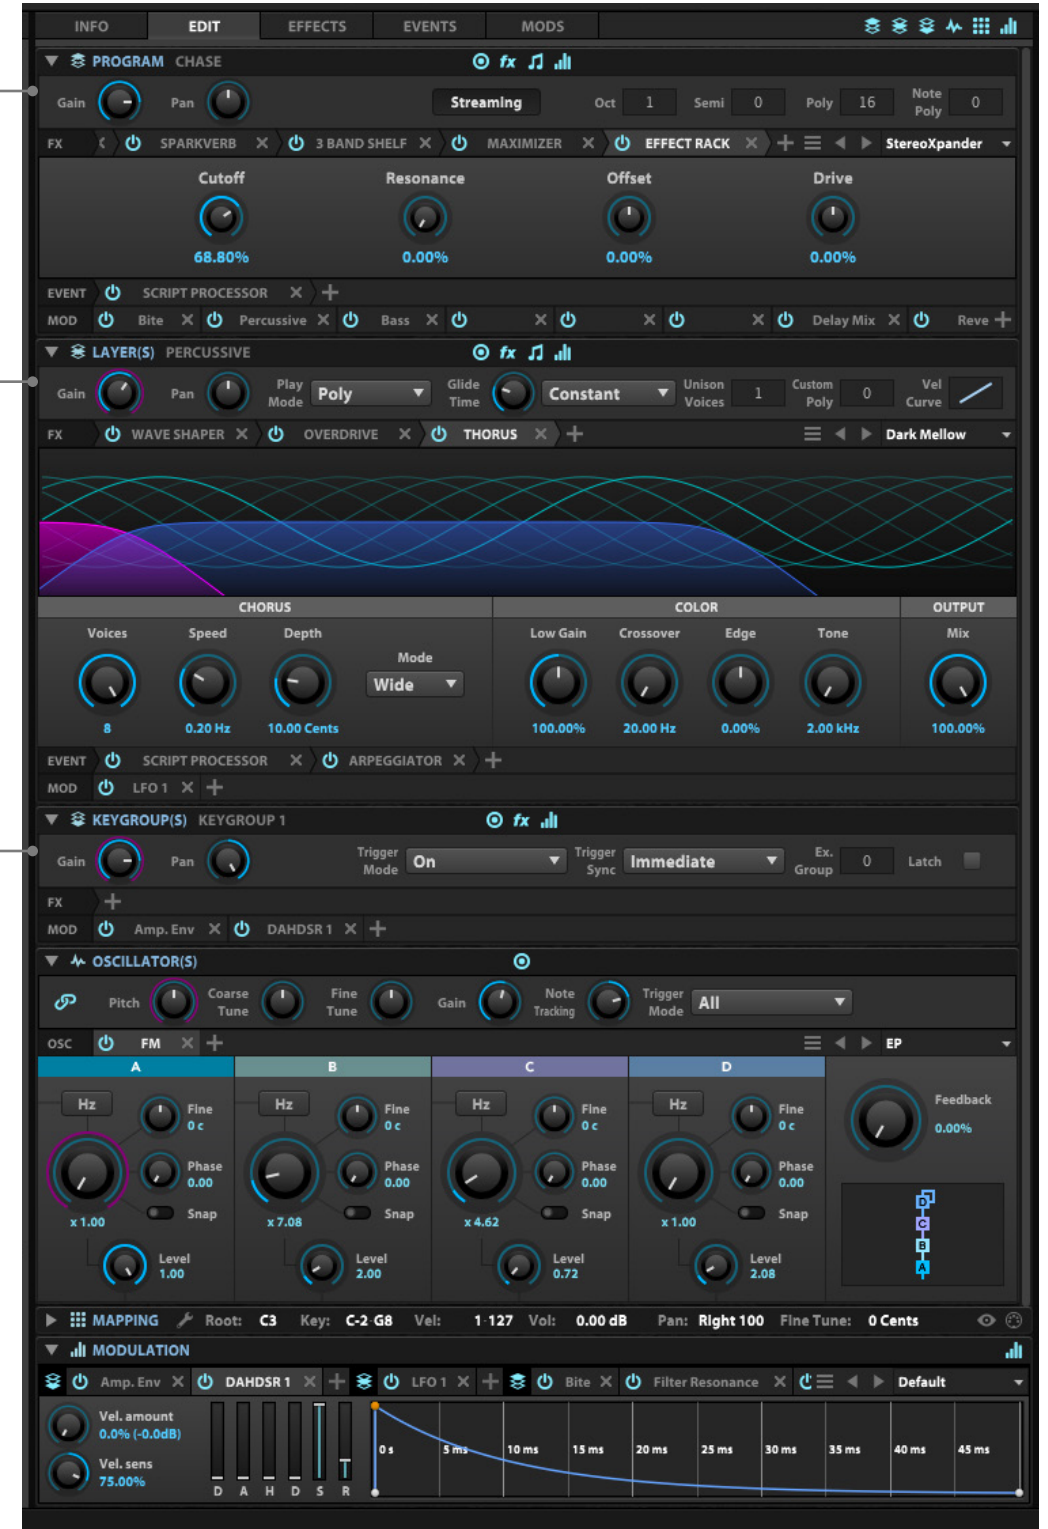 INFO EDIT EFFECTS EVENTS MODS
PROGRAM CHASE fx
Gain Pan Streaming Oct 1 Semi 0 Poly 16 Note Poly 0
FX SPARKVERB 3 BAND SHELF MAXIMIZER EFFECT RACK StereoXpander
Cutoff Resonance Offset Drive
68.80% 0.00% 0.00% 0.00%
EVENT SCRIPT PROCESSOR
MOD Bite Percussive Bass Delay Mix Reve
LAYER(S) PERCUSSIVE fx
Gain Pan Play Mode Poly Glide Time Constant Unison Voices 1 Custom Poly 0 Vel Curve
FX WAVE SHAPER OVERDRIVE THORUS Dark Mellow
CHORUS COLOR OUTPUT
Voices Speed Depth Mode Low Gain Crossover Edge Tone Mix
Wide
8 0.20 Hz 10.00 Cents 100.00% 20.00 Hz 0.00% 2.00 kHz 100.00%
EVENT SCRIPT PROCESSOR ARPEGGIATOR
MOD LFO 1
KEYGROUP(S) KEYGROUP 1 fx
Gain Pan Trigger Mode On Trigger Sync Immediate Ex. Group 0 Latch
FX
MOD Amp. Env DAHDSR 1
OSCILLATOR(S)
Pitch Coarse Tune Fine Tune Gain Note Tracking Trigger Mode All
OSC FM EP
A B C D
Hz Fine 0 c Hz Fine 0 c Hz Fine 0 c Hz Fine 0 c Feedback 0.00%
Phase 0.00 Phase 0.00 Phase 0.00 Phase 0.00
x 1.00 Snap x 7.08 Snap x 4.62 Snap x 1.00 Snap
D
C
B
A
Level 1.00 Level 2.00 Level 0.72 Level 2.08
MAPPING Root: C3 Key: C-2 G8 Vel: 1-127 Vol: 0.00 dB Pan: Right 100 Fine Tune: 0 Cents
MODULATION
Amp. Env DAHDSR 1 LFO 1 Bite Filter Resonance Default
Vel. amount
0.0% (-0.0dB)
Vel. sens
75.00%
D A H D S R
0 s 5 ms 10 ms 15 ms 20 ms 25 ms 30 ms 35 ms 40 ms 45 ms